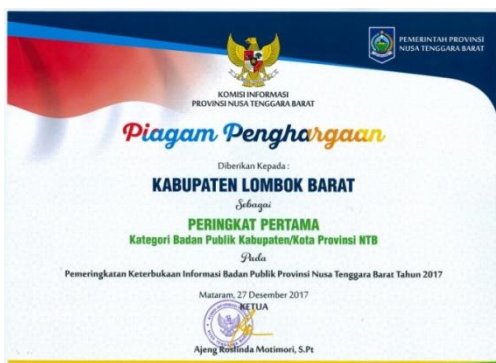 PEMERINTAH PROVINSI
NUSA TENGGARA BARAT
KOMISI INFORMASI
PROVINSI NUSA TENGGARA BARAT
Piagam Penghargaan
Diberikan Kepada :
KABUPATEN LOMBOK BARAT
Sebagai
PERINGKAT PERTAMA
Kategori Badan Publik Kabupaten/Kota Provinsi NTB
Pada
Pemeringkatan Keterbukaan Informasi Badan Publik Provinsi Nusa Tenggara Barat Tahun 2017
Mataram, 27 Desember 2017
KETUA
Ajeng Roslinda Motimori, S.Pt